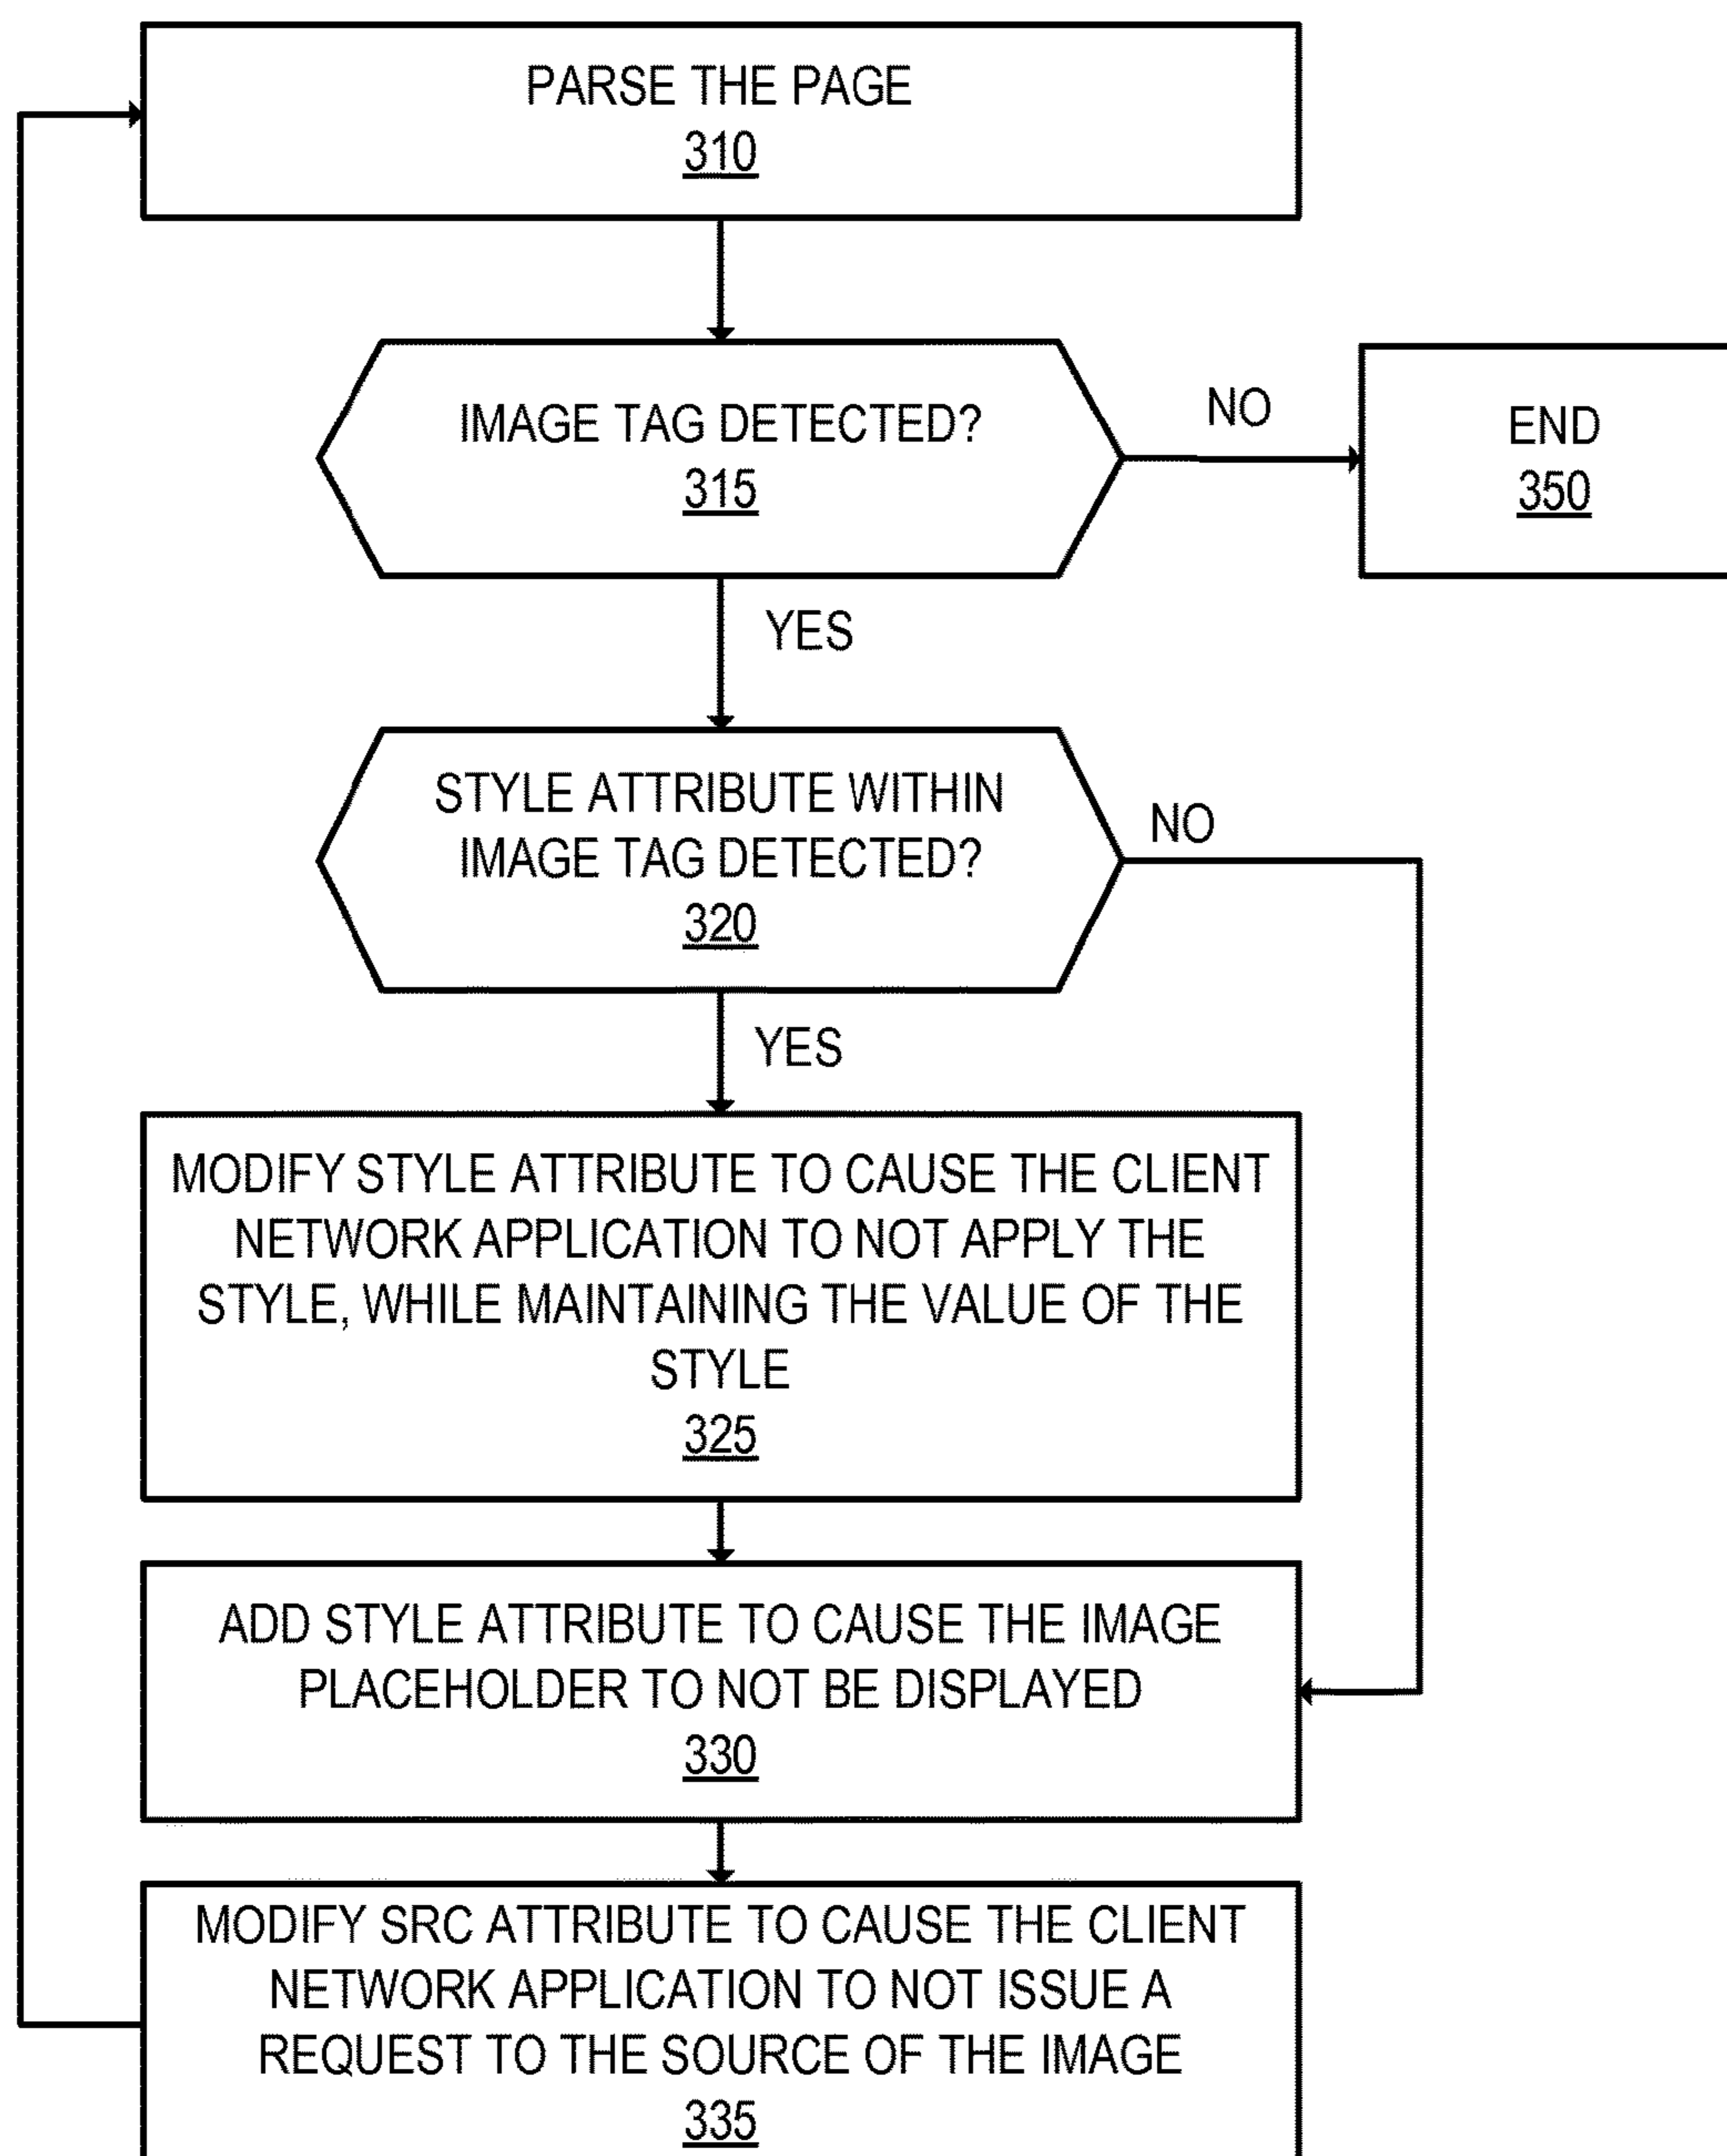 PARSE THE PAGE
310
IMAGE TAG DETECTED?
315
NO
END
350
YES
STYLE ATTRIBUTE WITHIN
IMAGE TAG DETECTED?
320
NO
YES
MODIFY STYLE ATTRIBUTE TO CAUSE THE CLIENT
NETWORK APPLICATION TO NOT APPLY THE
STYLE, WHILE MAINTAINING THE VALUE OF THE
STYLE
325
ADD STYLE ATTRIBUTE TO CAUSE THE IMAGE
PLACEHOLDER TO NOT BE DISPLAYED
330
MODIFY SRC ATTRIBUTE TO CAUSE THE CLIENT
NETWORK APPLICATION TO NOT ISSUE A
REQUEST TO THE SOURCE OF THE IMAGE
335